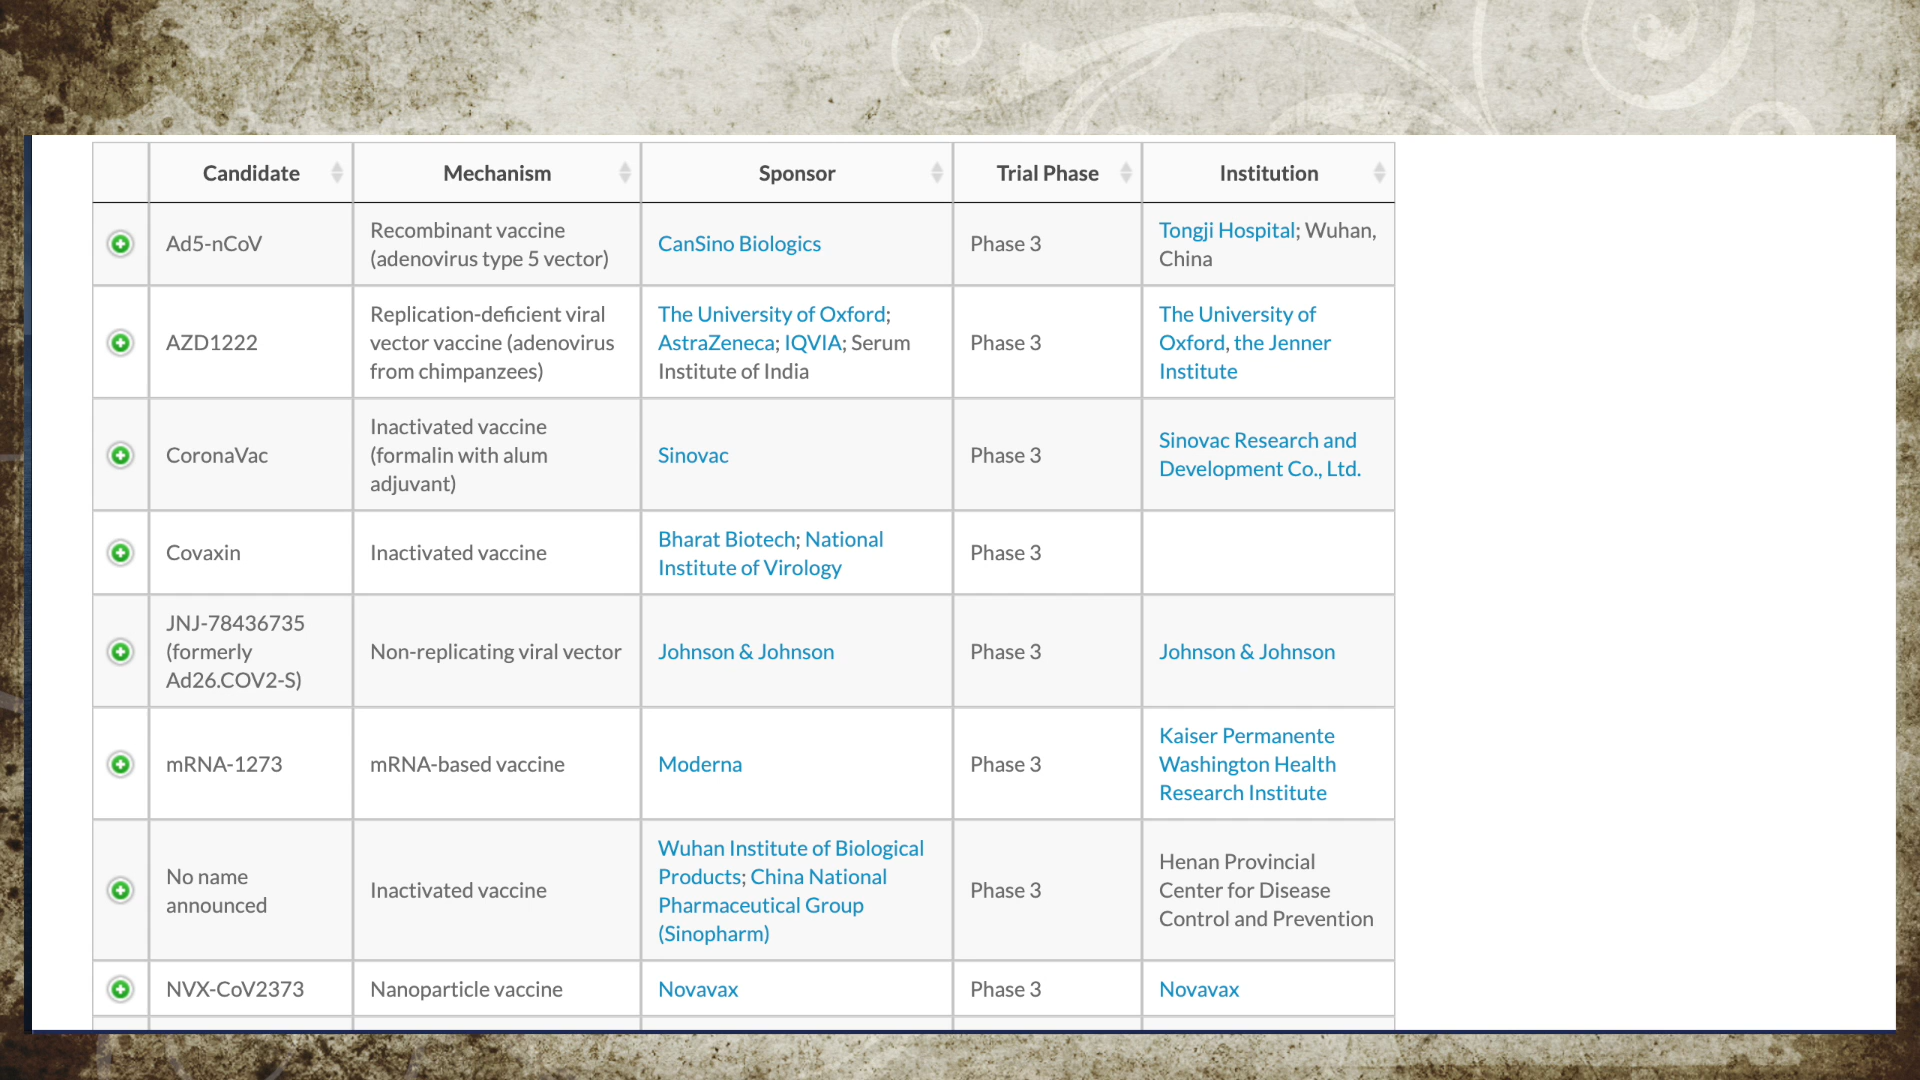 Candidate Mechanism Sponsor Trial Phase Institution
Ad5-nCoV
Recombinant vaccine
(adenovirus type 5 vector)
CanSino Biologics
Phase 3
Tongji Hospital; Wuhan,
China
AZD1222
Replication-deficient viral
vector vaccine (adenovirus
from chimpanzees)
The University of Oxford;
AstraZeneca; IQVIA; Serum
Institute of India
Phase 3
The University of
Oxford, the Jenner
Institute
CoronaVac
Inactivated vaccine
(formalin with alum
adjuvant)
Sinovac
Phase 3
Sinovac Research and
Development Co., Ltd.
Covaxin
Inactivated vaccine
Bharat Biotech; National
Institute of Virology
Phase 3
JNJ-78436735
(formerly
Ad26.COV2-S)
Non-replicating viral vector
Johnson & Johnson
Phase 3
Johnson & Johnson
mRNA-1273
mRNA-based vaccine
Moderna
Phase 3
Kaiser Permanente
Washington Health
Research Institute
No name
announced
Inactivated vaccine
Wuhan Institute of Biological
Products; China National
Pharmaceutical Group
(Sinopharm)
Phase 3
Henan Provincial
Center for Disease
Control and Prevention
NVX-CoV2373
Nanoparticle vaccine
Novavax
Phase 3
Novavax